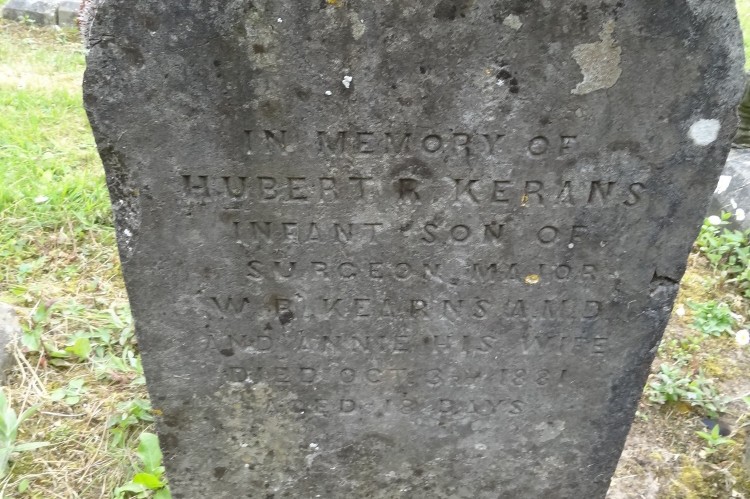 IN MEMORY OF
HUBERT R. KERANS
INFANT SON OF
SURGEON MAJOR
W. B. KEARNS A.M.D.
AND ANNIE HIS WIFE
DIED OCT. 1881
AGED 18 DAYS